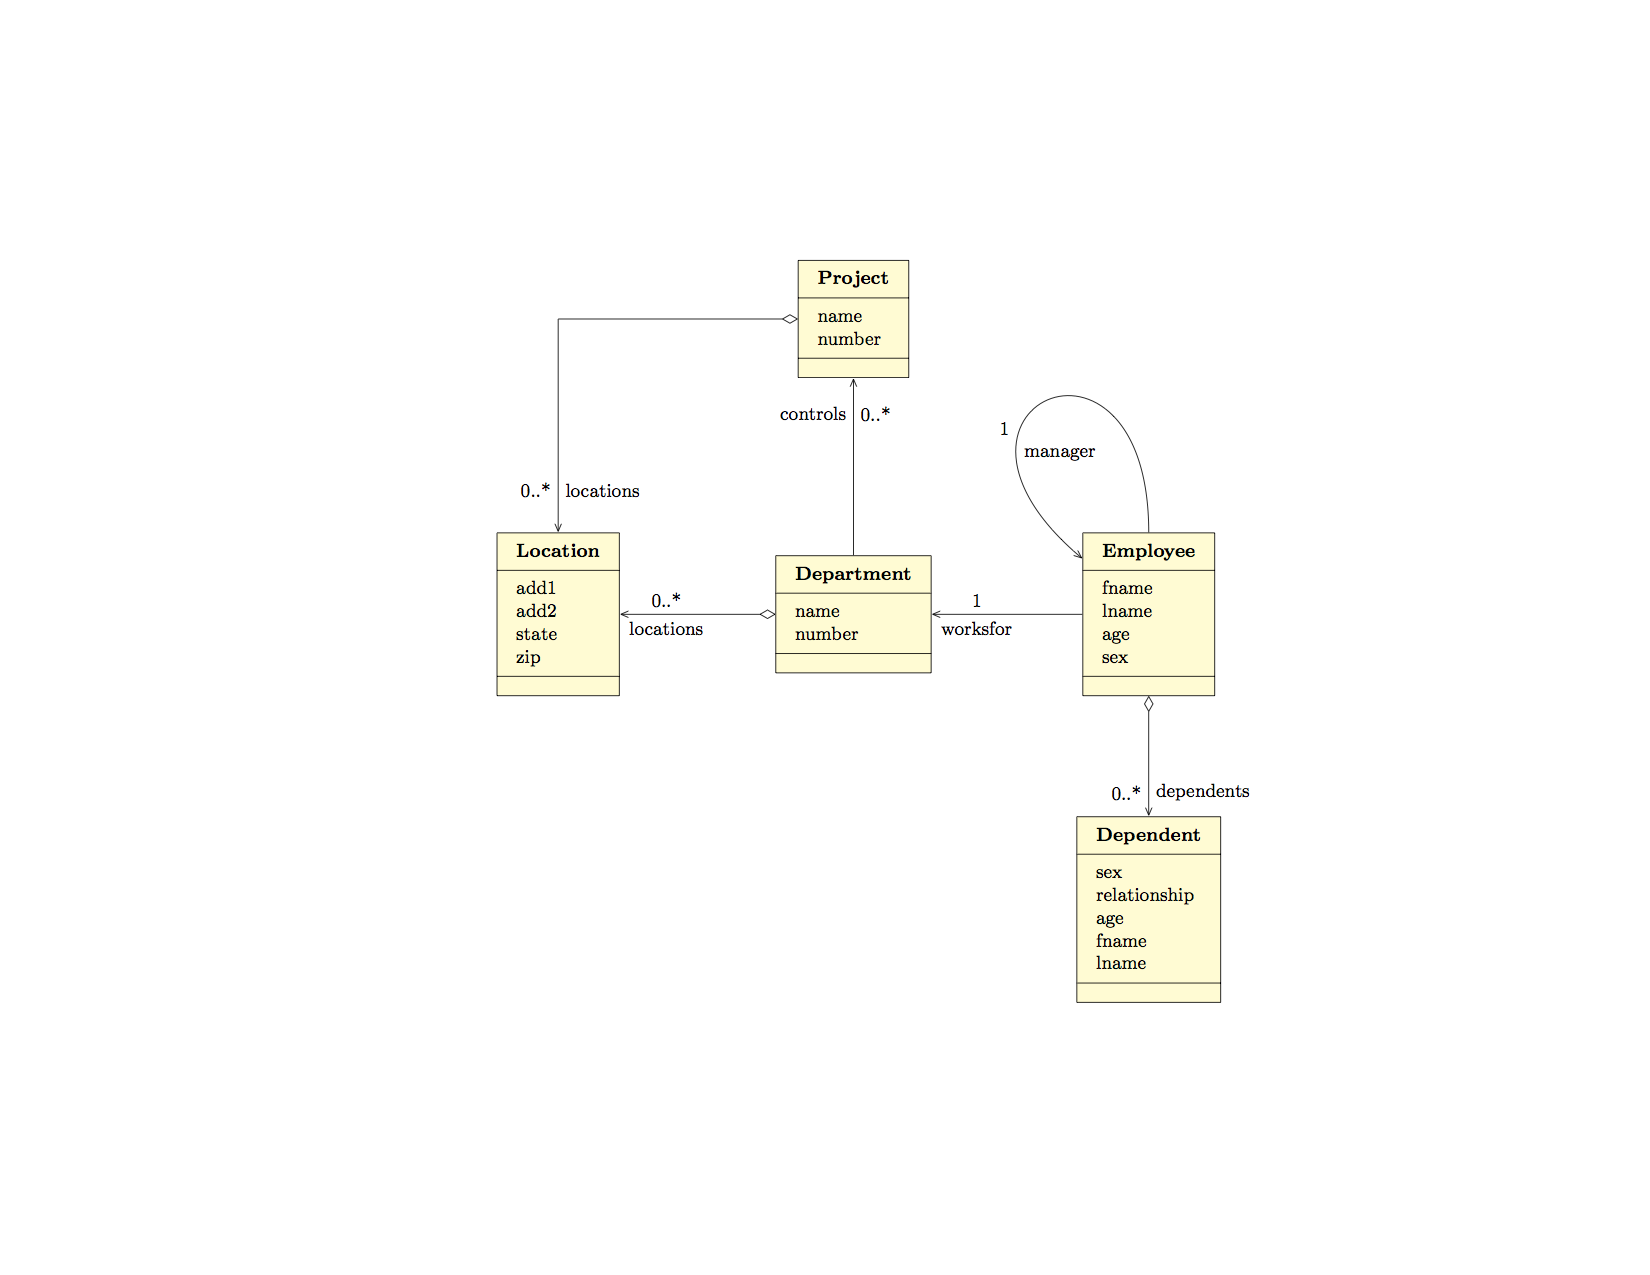 Project
name
number
controls 0..*
1
manager
0..* locations
Location
add1
add2
state
zip
0..*
locations
Department
name
number
1
worksfor
Employee
fname
lname
age
sex
0..* dependents
Dependent
sex
relationship
age
fname
lname